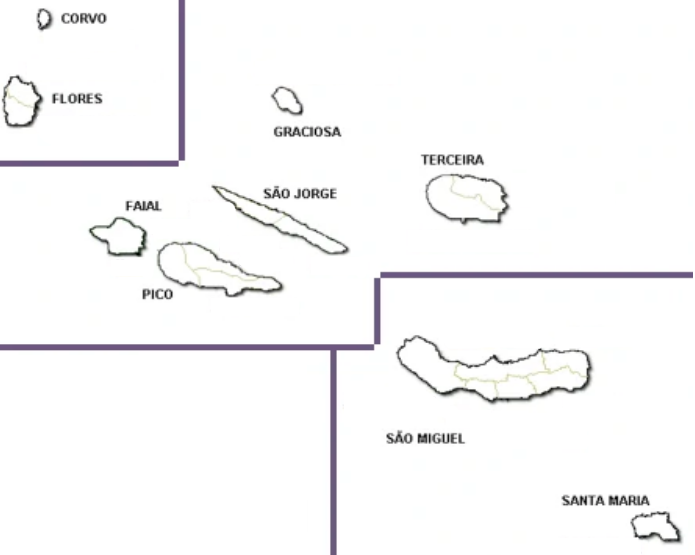 CORVO
FLORES
GRACIOSA
TERCEIRA
SÃO JORGE
FAIAL
PICO
SÃO MIGUEL
SANTA MARIA